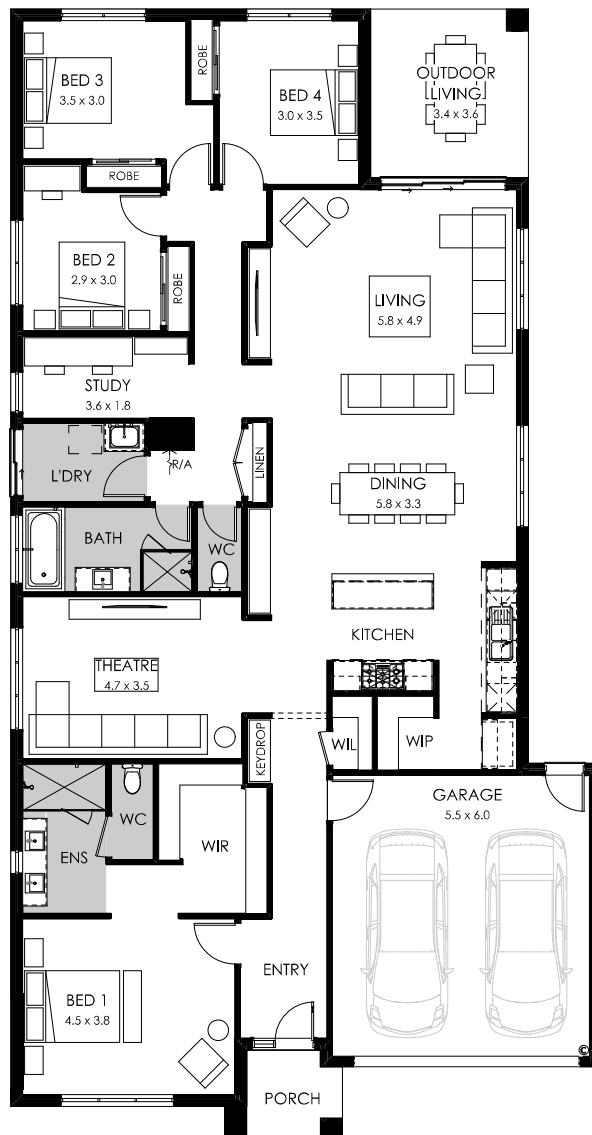 BED 3
3.5 x 3.0
ROBE
BED 4
3.0 x 3.5
OUTDOOR
LIVING
3.4 x 3.6
ROBE
BED 2
2.9 x 3.0
ROBE
LIVING
5.8 x 4.9
STUDY
3.6 x 1.8
L'DRY
R/A
LINEN
DINING
5.8 x 3.3
BATH
WC
KITCHEN
THEATRE
4.7 x 3.5
KEYDROP
WIL
WIP
GARAGE
5.5 x 6.0
WC
ENS
WIR
ENTRY
BED 1
4.5 x 3.8
©
PORCH